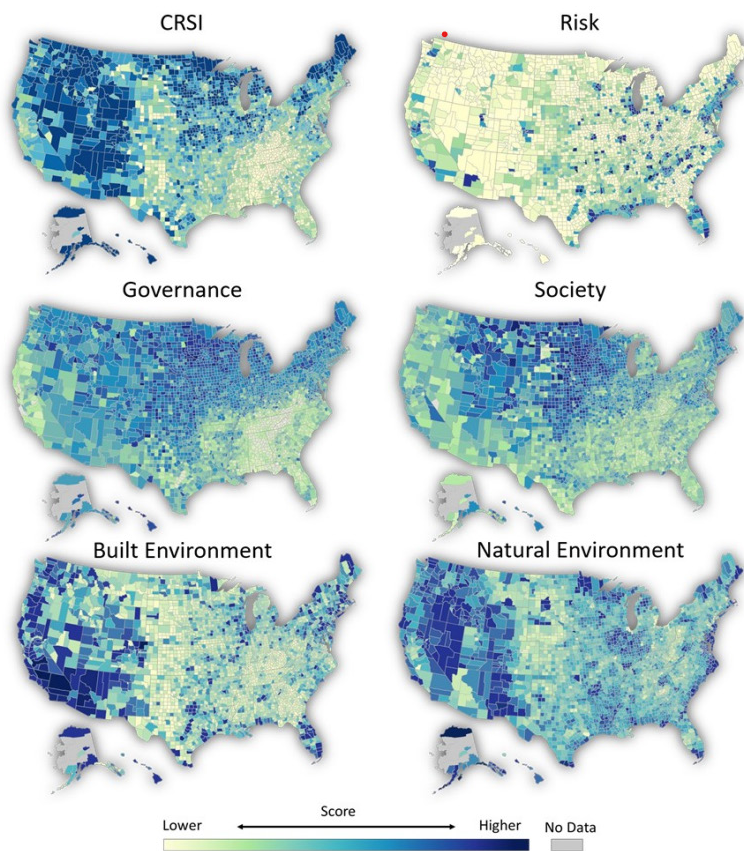 CRSI
Risk
Governance
Society
Built Environment
Natural Environment
Score
Lower
Higher
No Data